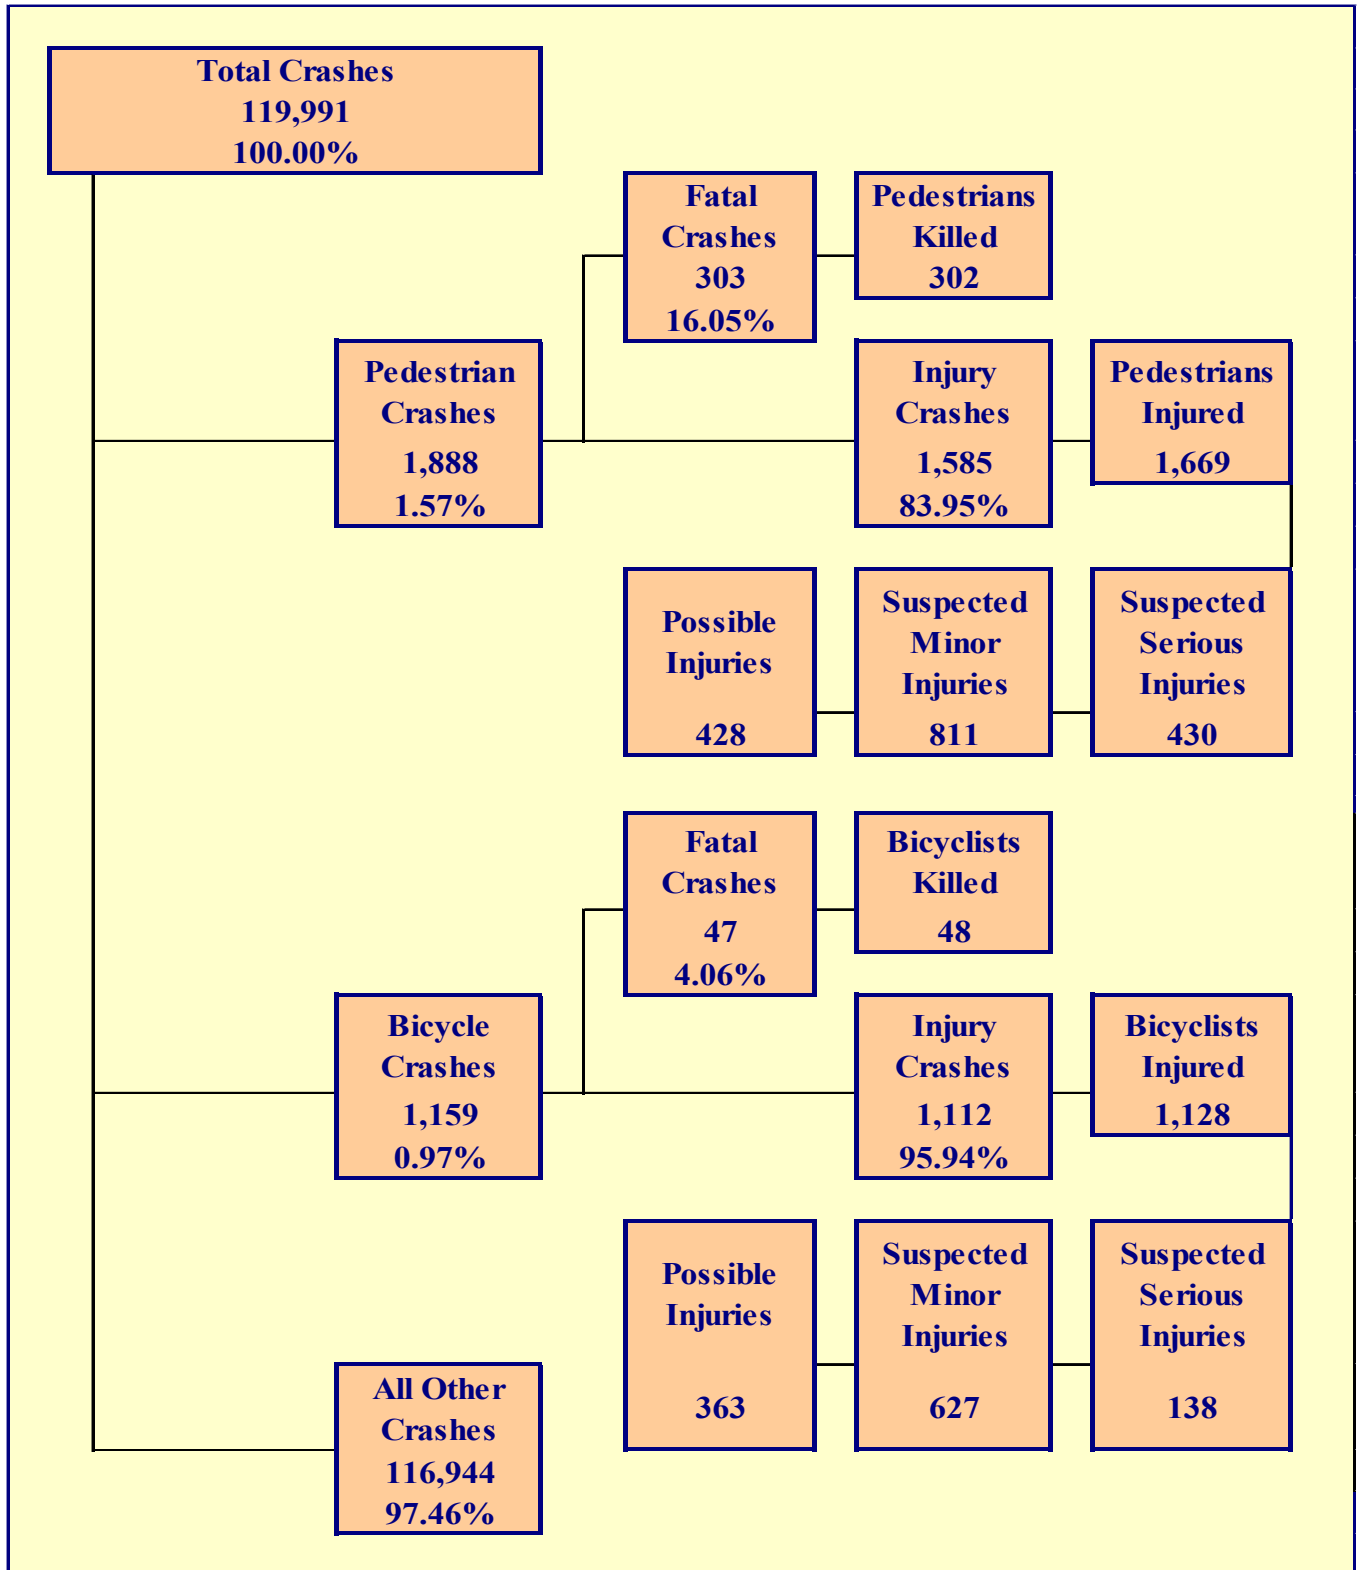 Total Crashes
119,991
100.00%
Fatal
Crashes
303
16.05%
Pedestrians
Killed
302
Pedestrian
Crashes
1,888
1.57%
Injury
Crashes
1,585
83.95%
Pedestrians
Injured
1,669
Possible
Injuries
428
Suspected
Minor
Injuries
811
Suspected
Serious
Injuries
430
Fatal
Crashes
47
4.06%
Bicyclists
Killed
48
Bicycle
Crashes
1,159
0.97%
Injury
Crashes
1,112
95.94%
Bicyclists
Injured
1,128
Possible
Injuries
363
Suspected
Minor
Injuries
627
Suspected
Serious
Injuries
138
All Other
Crashes
116,944
97.46%